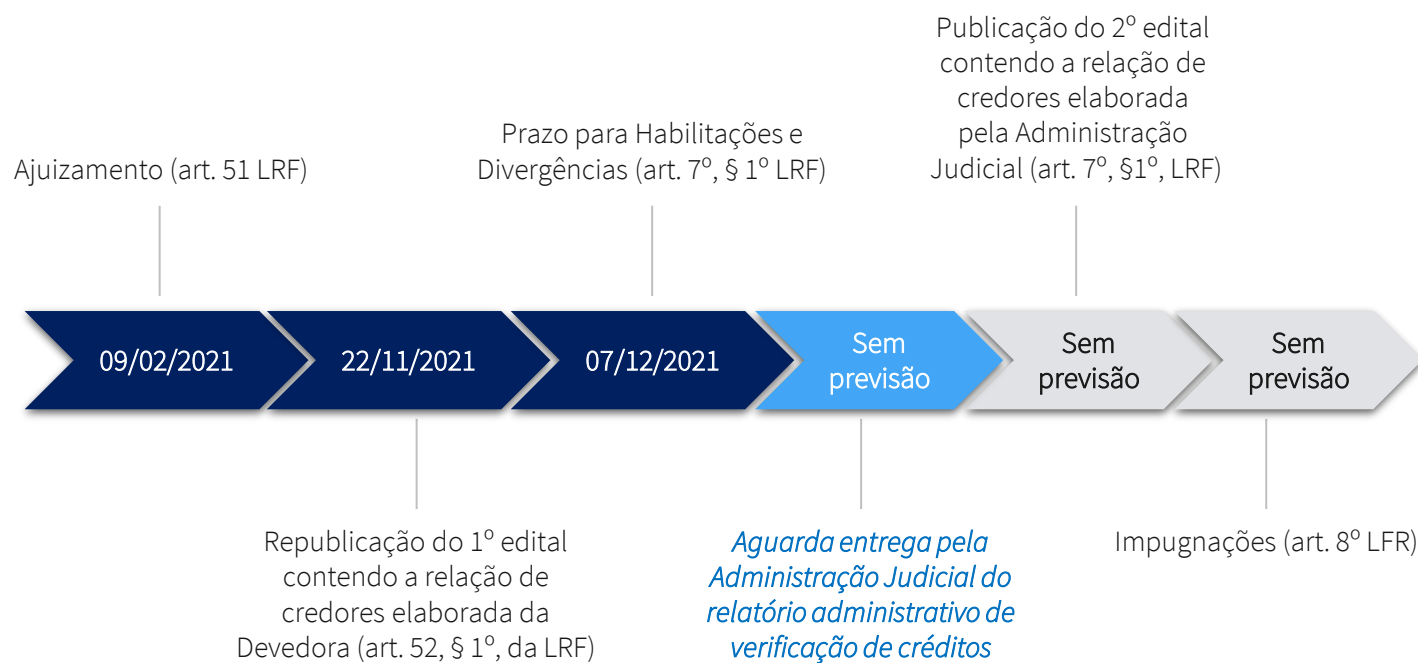 Ajuizamento (art. 51 LRF)
Prazo para Habilitações e
Divergências (art. 7º, § 1º LRF)
Publicação do 2º edital
contendo a relação de
credores elaborada
pela Administração
Judicial (art. 7º, §1º, LRF)
09/02/2021
22/11/2021
07/12/2021
Sem
previsão
Sem
previsão
Sem
previsão
Republicação do 1º edital
contendo a relação de
credores elaborada da
Devedora (art. 52, § 1º, da LRF)
Aguarda entrega pela
Administração Judicial do
relatório administrativo de
verificação de créditos
Impugnações (art. 8º LFR)